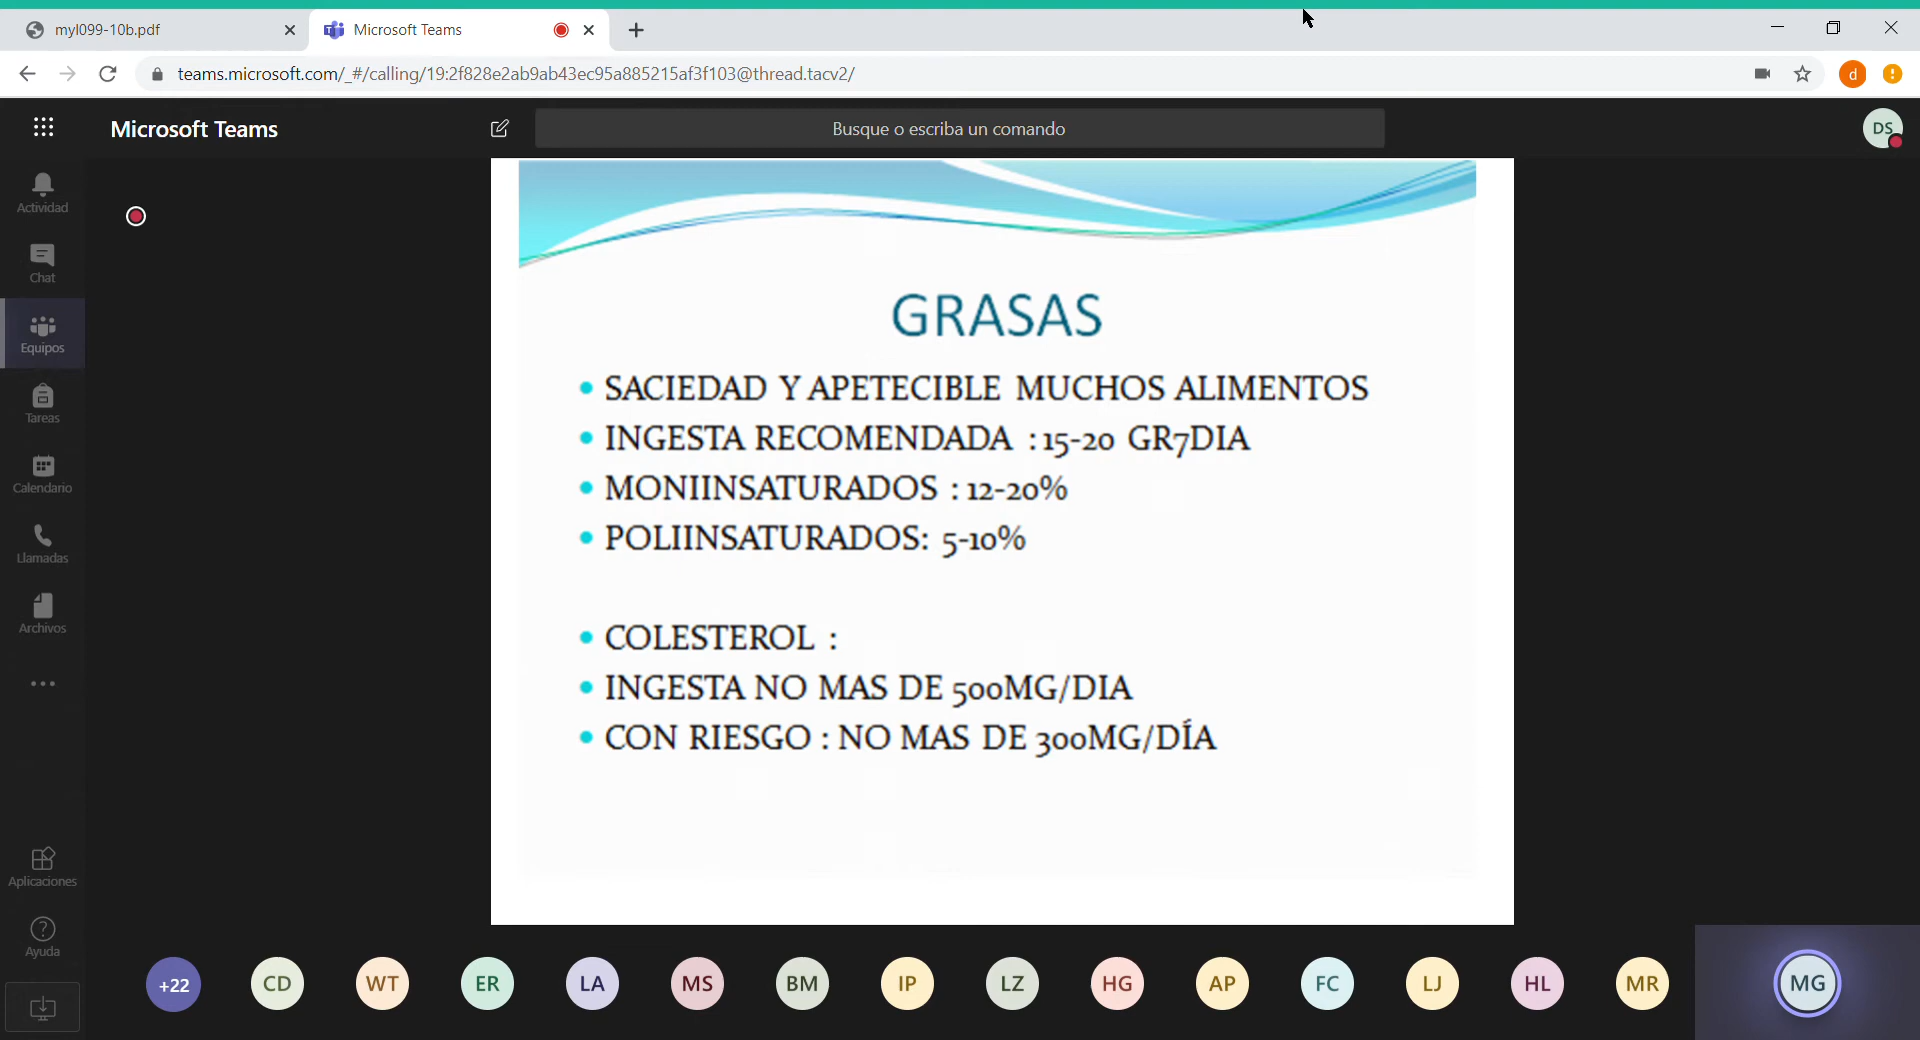 myl099-10b.pdf
Microsoft Teams
teams.microsoft.com/_#/calling/19:2f828e2ab9ab43ec95a885215af3f103@thread.tacv2/
d
Microsoft Teams
Busque o escriba un comando
DS
Actividad
Chat
Equipos
Tareas
Calendario
Llamadas
Archivos
Aplicaciones
Ayuda
GRASAS
• SACIEDAD Y APETECIBLE MUCHOS ALIMENTOS
• INGESTA RECOMENDADA : 15-20 GR7DIA
• MONIINSATURADOS : 12-20%
• POLIINSATURADOS: 5-10%
• COLESTEROL :
• INGESTA NO MAS DE 500MG/DIA
• CON RIESGO : NO MAS DE 300MG/DÍA
+22 CD WT ER LA MS BM IP LZ HG AP FC LJ HL MR MG